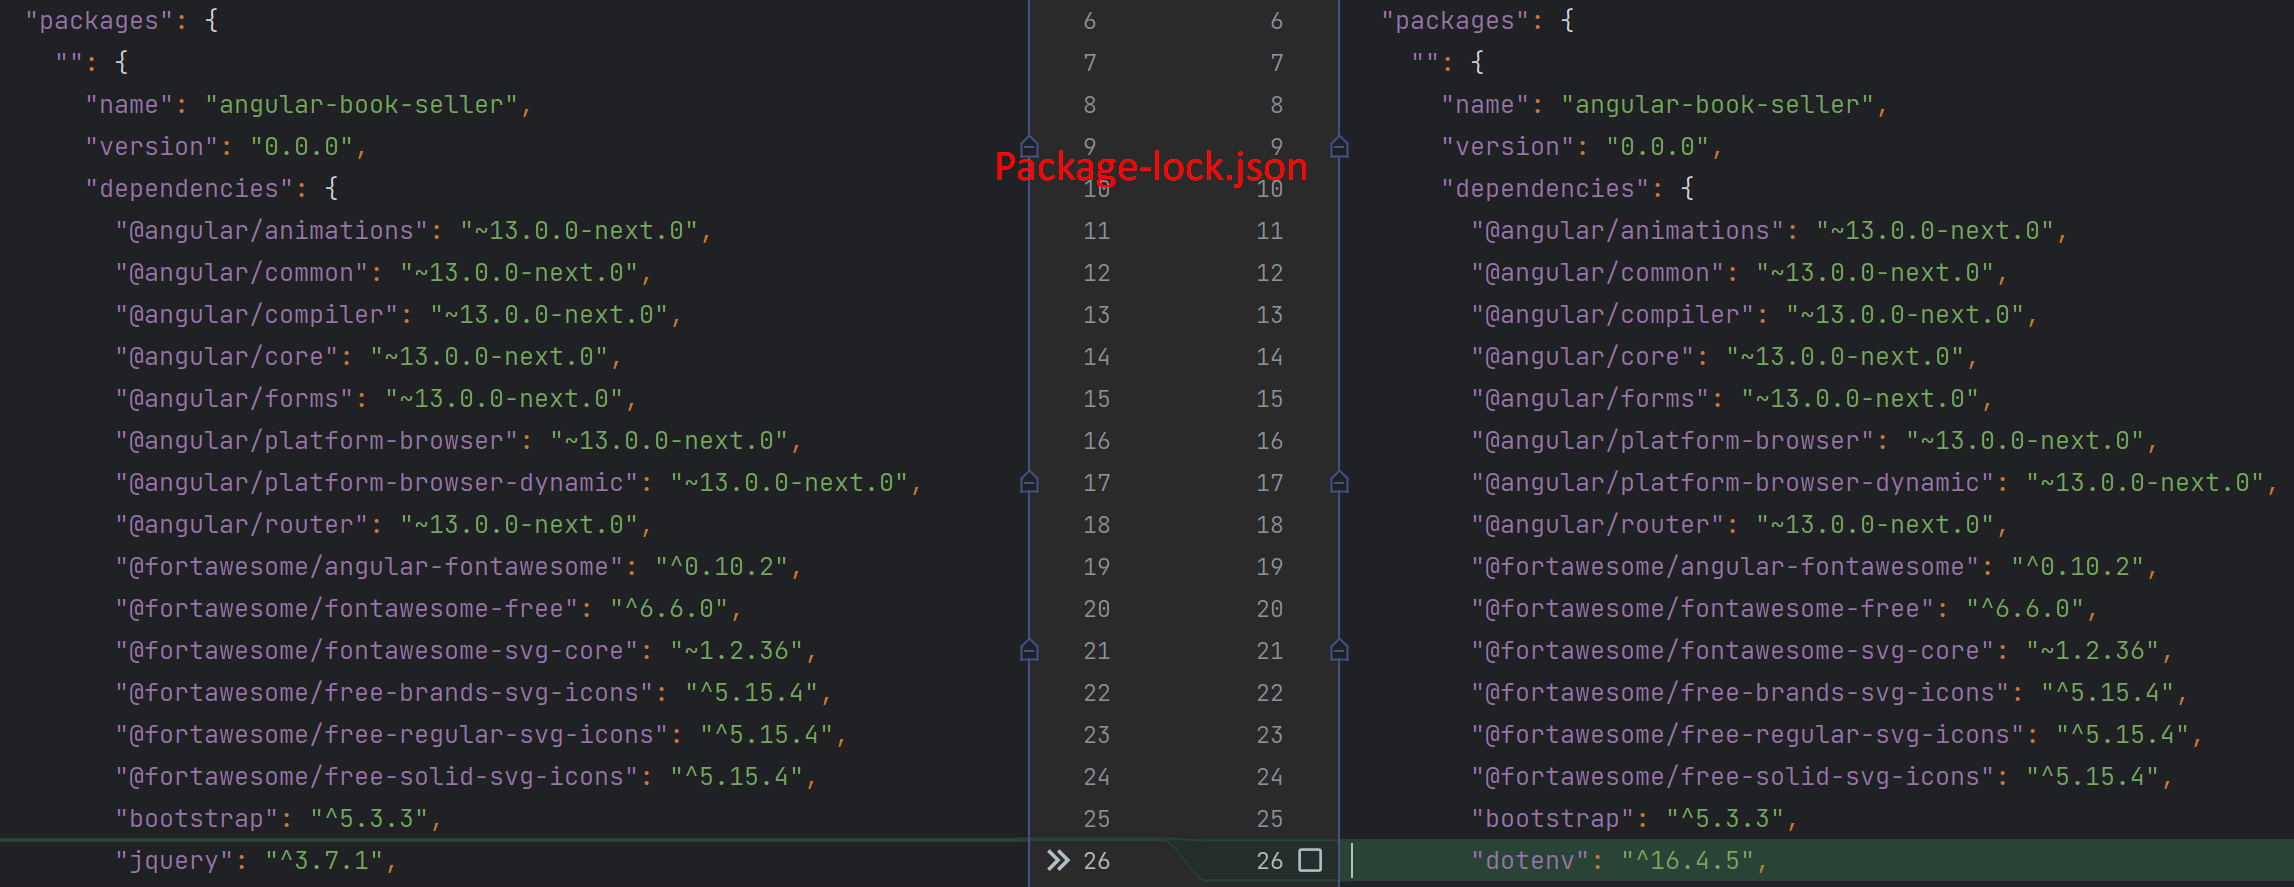 "packages": {
"": {
"name": "angular-book-seller",
"version": "0.0.0",
"dependencies": {
"@angular/animations": "~13.0.0-next.0",
"@angular/common": "~13.0.0-next.0",
"@angular/compiler": "~13.0.0-next.0",
"@angular/core": "~13.0.0-next.0",
"@angular/forms": "~13.0.0-next.0",
"@angular/platform-browser": "~13.0.0-next.0",
"@angular/platform-browser-dynamic": "~13.0.0-next.0",
"@angular/router": "~13.0.0-next.0",
"@fortawesome/angular-fontawesome": "^0.10.2",
"@fortawesome/fontawesome-free": "^6.6.0",
"@fortawesome/fontawesome-svg-core": "~1.2.36",
"@fortawesome/free-brands-svg-icons": "^5.15.4",
"@fortawesome/free-regular-svg-icons": "^5.15.4",
"@fortawesome/free-solid-svg-icons": "^5.15.4",
"bootstrap": "^5.3.3",
"jquery": "^3.7.1",
6 6
7 7
8 8
9 9
Package-lock.json
10 10
11 11
12 12
13 13
14 14
15 15
16 16
17 17
18 18
19 19
20 20
21 21
22 22
23 23
24 24
25 25
26 26
"packages": {
"": {
"name": "angular-book-seller",
"version": "0.0.0",
"dependencies": {
"@angular/animations": "~13.0.0-next.0",
"@angular/common": "~13.0.0-next.0",
"@angular/compiler": "~13.0.0-next.0",
"@angular/core": "~13.0.0-next.0",
"@angular/forms": "~13.0.0-next.0",
"@angular/platform-browser": "~13.0.0-next.0",
"@angular/platform-browser-dynamic": "~13.0.0-next.0",
"@angular/router": "~13.0.0-next.0",
"@fortawesome/angular-fontawesome": "^0.10.2",
"@fortawesome/fontawesome-free": "^6.6.0",
"@fortawesome/fontawesome-svg-core": "~1.2.36",
"@fortawesome/free-brands-svg-icons": "^5.15.4",
"@fortawesome/free-regular-svg-icons": "^5.15.4",
"@fortawesome/free-solid-svg-icons": "^5.15.4",
"bootstrap": "^5.3.3",
"dotenv": "^16.4.5",